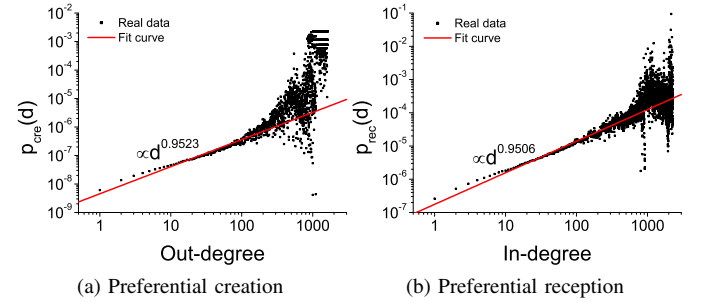 Real data
Fit curve
10⁻²
10⁻³
10⁻⁴
10⁻⁵
10⁻⁶
10⁻⁷
10⁻⁸
10⁻⁹
p_cre(d)
∝d^0.9523
1 10 100 1000
Out-degree
(a) Preferential creation
Real data
Fit curve
10⁻¹
10⁻²
10⁻³
10⁻⁴
10⁻⁵
10⁻⁶
10⁻⁷
p_rec(d)
∝d^0.9506
1 10 100 1000
In-degree
(b) Preferential reception